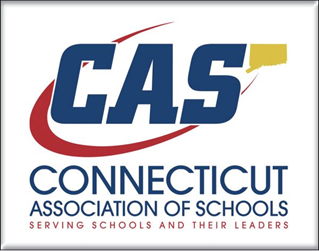 CAS
CONNECTICUT
ASSOCIATION OF SCHOOLS
SERVING SCHOOLS AND THEIR LEADERS